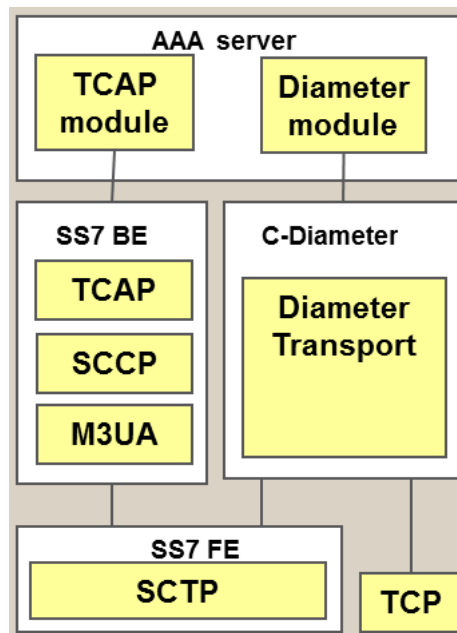 AAA server
TCAP
module
Diameter
module
SS7 BE
TCAP
SCCP
M3UA
C-Diameter
Diameter
Transport
SS7 FE
SCTP
TCP